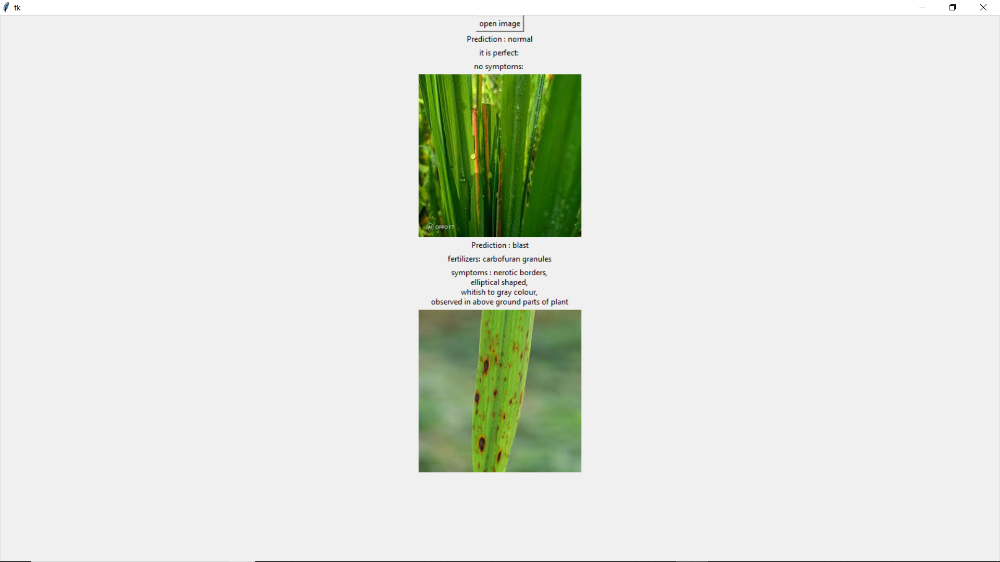 tk
open image
Prediction : normal
it is perfect:
no symptoms:
AI OPPO F7
Prediction : blast
fertilizers: carbofuran granules
symptoms : nerotic borders,
elliptical shaped,
whitish to gray colour,
observed in above ground parts of plant